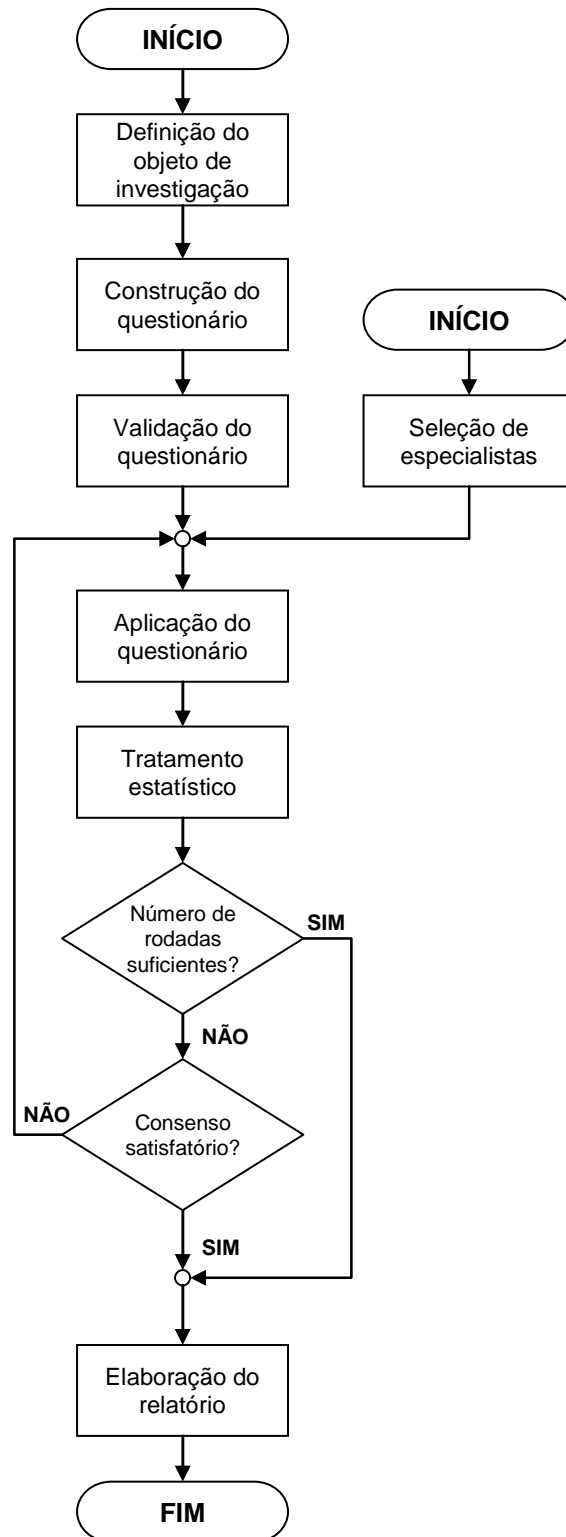 INÍCIO
Definição do
objeto de
investigação
Construção do
questionário
INÍCIO
Validação do
questionário
Seleção de
especialistas
Aplicação do
questionário
Tratamento
estatístico
Número de
rodadas
suficientes?
SIM
NÃO
NÃO
Consenso
satisfatório?
SIM
Elaboração do
relatório
FIM